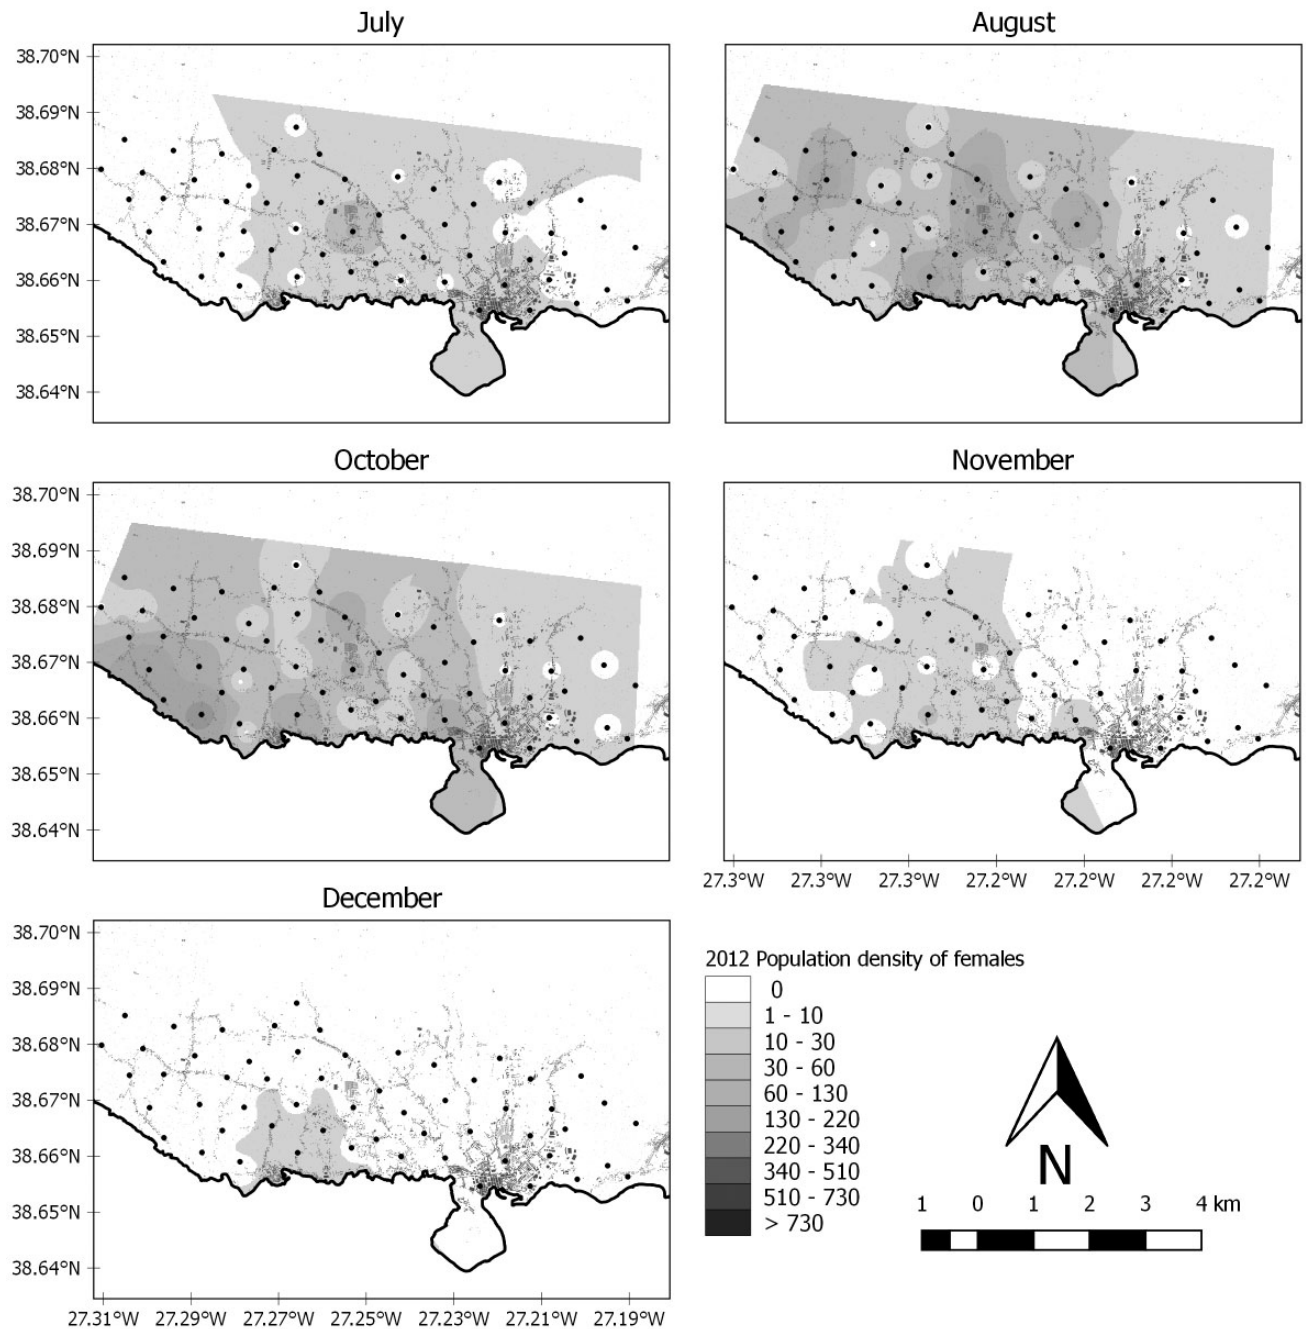 July
August
38.70°N
38.69°N
38.68°N
38.67°N
38.66°N
38.65°N
38.64°N
October
November
38.70°N
38.69°N
38.68°N
38.67°N
38.66°N
38.65°N
38.64°N
27.3°W 27.3°W 27.3°W 27.2°W 27.2°W 27.2°W 27.2°W
December
38.70°N
38.69°N
38.68°N
38.67°N
38.66°N
38.65°N
38.64°N
27.31°W 27.29°W 27.27°W 27.25°W 27.23°W 27.21°W 27.19°W
2012 Population density of females
0
1 - 10
10 - 30
30 - 60
60 - 130
130 - 220
220 - 340
340 - 510
510 - 730
> 730
N
1 0 1 2 3 4 km